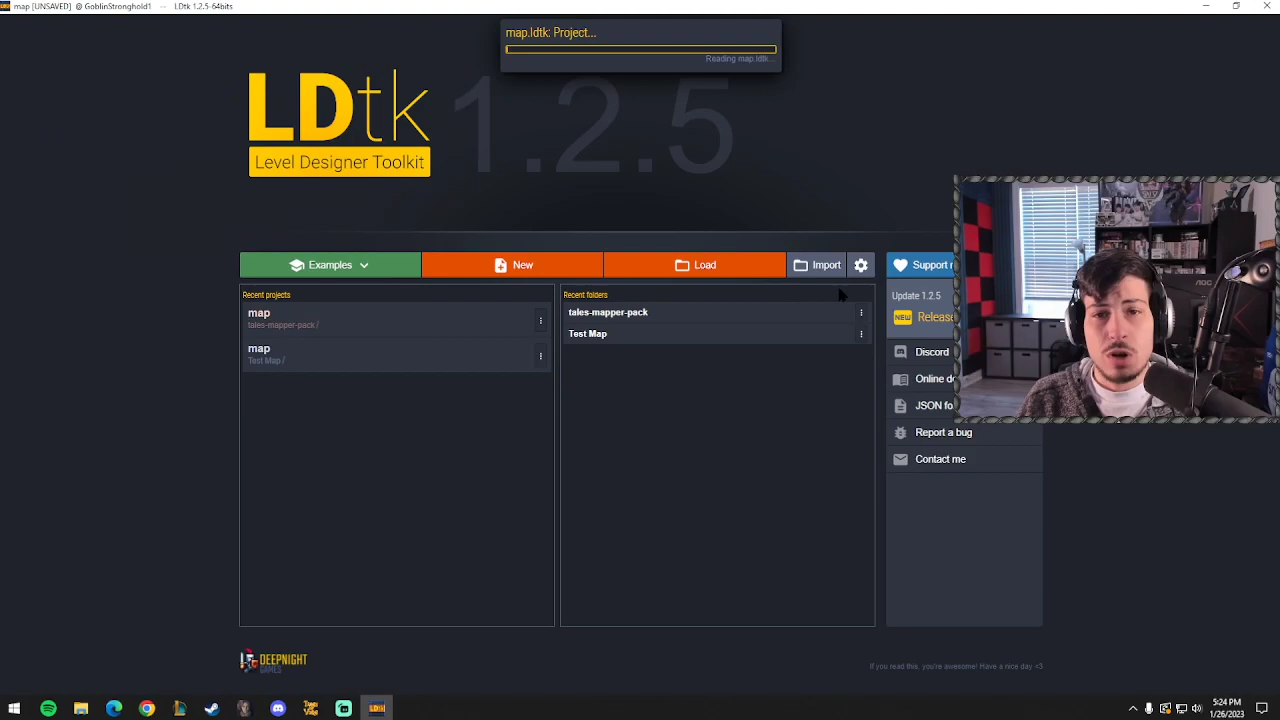 map [UNSAVED] @ GoblinStronghold1 -- LDtk 1.2.5-64bits
map.ldtk: Project...
Reading map.ldtk...
LDtk 1.2.5
Level Designer Toolkit
Examples New Load Import Support
Recent projects
map
tales-mapper-pack /
map
Test Map /
Recent folders
tales-mapper-pack
Test Map
Update 1.2.5
NEW Release
Discord
Online
JSON
Report a bug
Contact me
DEEPNIGHT
GAMES
If you read this, you're awesome! Have a nice day <3
5:24 PM
1/26/2023